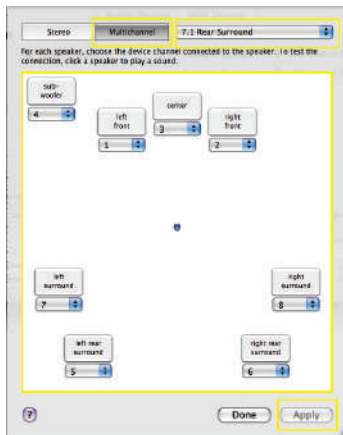 Stereo Multichannel 7.1 Rear Surround
For each speaker, choose the device channel connected to the speaker. To test the
connection, click a speaker to play a sound.
sub-
woofer
4
left
front
1
center
3
right
front
2
left
surround
7
right
surround
8
left rear
surround
5
right rear
surround
6
? Done Apply